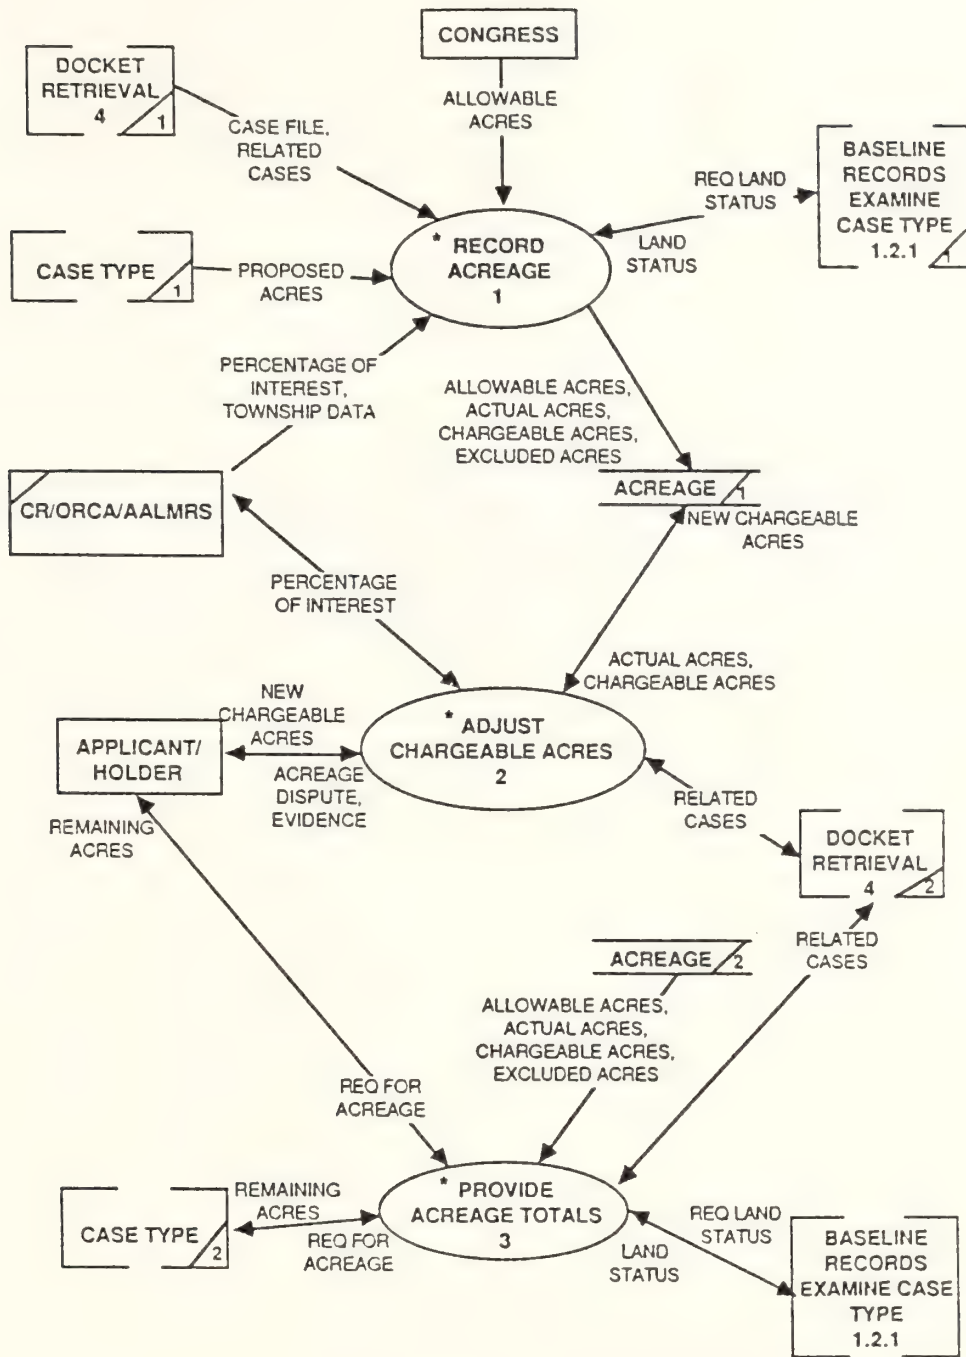 CONGRESS
DOCKET
RETRIEVAL
4
1
ALLOWABLE
ACRES
CASE FILE,
RELATED
CASES
BASELINE
RECORDS
EXAMINE
CASE TYPE
1.2.1
1
REQ LAND
STATUS
LAND
STATUS
* RECORD
ACREAGE
1
CASE TYPE
1
PROPOSED
ACRES
PERCENTAGE OF
INTEREST,
TOWNSHIP DATA
ALLOWABLE ACRES,
ACTUAL ACRES,
CHARGEABLE ACRES,
EXCLUDED ACRES
ACREAGE
1
CR/ORCA/AALMRS
NEW CHARGEABLE
ACRES
PERCENTAGE
OF INTEREST
ACTUAL ACRES,
CHARGEABLE ACRES
NEW
CHARGEABLE
ACRES
* ADJUST
CHARGEABLE ACRES
2
APPLICANT/
HOLDER
ACREAGE
DISPUTE,
EVIDENCE
RELATED
CASES
REMAINING
ACRES
DOCKET
RETRIEVAL
4
2
RELATED
CASES
ACREAGE
2
ALLOWABLE ACRES,
ACTUAL ACRES,
CHARGEABLE ACRES,
EXCLUDED ACRES
REQ FOR
ACREAGE
* PROVIDE
ACREAGE TOTALS
3
REMAINING
ACRES
CASE TYPE
2
REQ FOR
ACREAGE
REQ LAND
STATUS
LAND
STATUS
BASELINE
RECORDS
EXAMINE CASE
TYPE
1.2.1